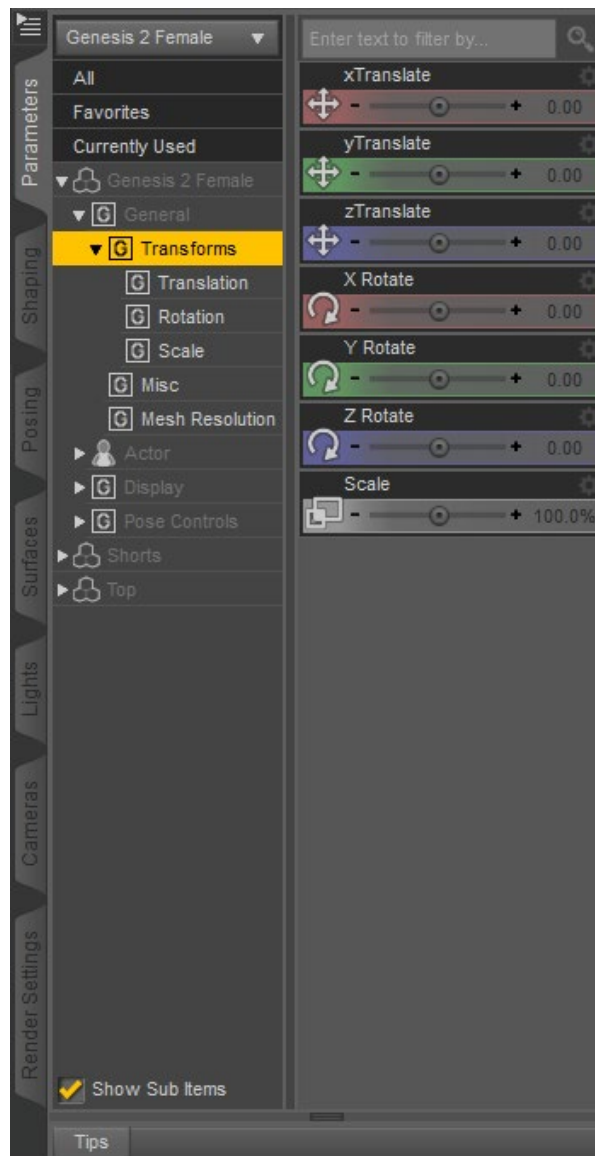 Parameters
Shaping
Posing
Surfaces
Lights
Cameras
Render Settings
Genesis 2 Female
All
Favorites
Currently Used
Genesis 2 Female
G General
G Transforms
G Translation
G Rotation
G Scale
G Misc
G Mesh Resolution
Actor
G Display
G Pose Controls
Shorts
Top
Show Sub Items
Enter text to filter by...
xTranslate
- + 0.00
yTranslate
- + 0.00
zTranslate
- + 0.00
X Rotate
- + 0.00
Y Rotate
- + 0.00
Z Rotate
- + 0.00
Scale
- + 100.0%
Tips